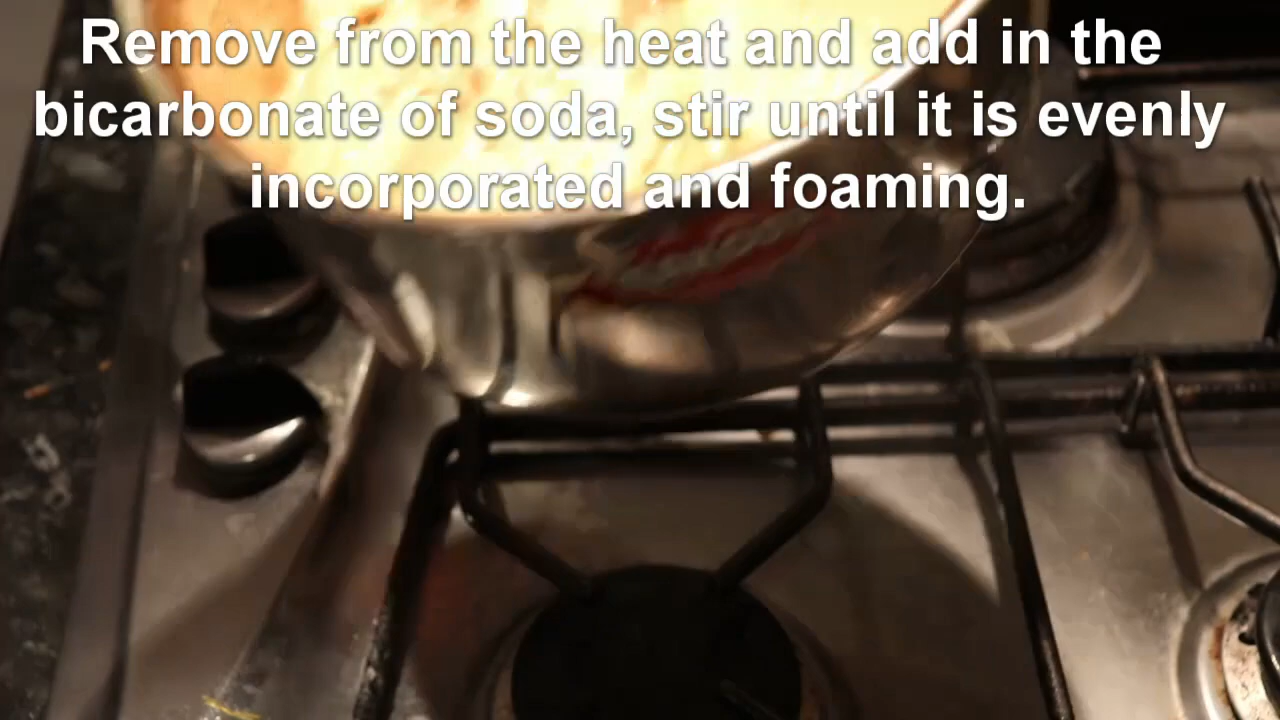 Remove from the heat and add in the
bicarbonate of soda, stir until it is evenly
incorporated and foaming.